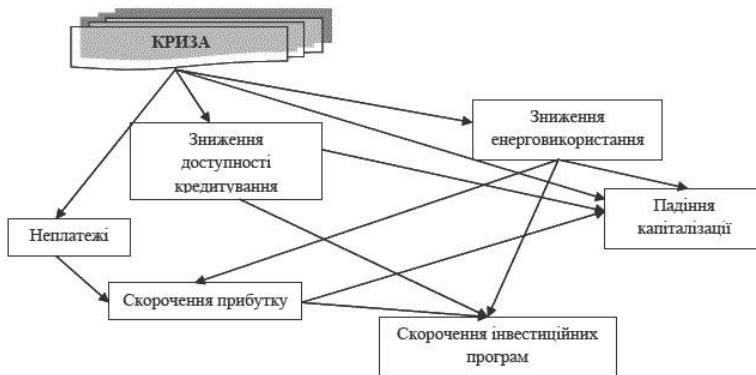 КРИЗА
Зниження
енерговикористання
Зниження
доступності
кредитування
Падіння
капіталізації
Неплатежі
Скорочення прибутку
Скорочення інвестиційних
програм